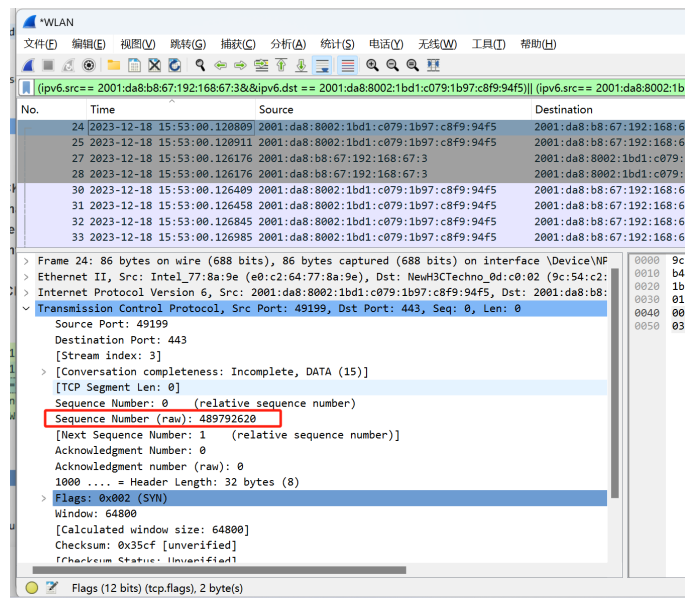 *WLAN
文件(F) 编辑(E) 视图(V) 跳转(G) 捕获(C) 分析(A) 统计(S) 电话(Y) 无线(W) 工具(T) 帮助(H)
(ipv6.src== 2001:da8:b8:67:192:168:67:3&&ipv6.dst == 2001:da8:8002:1bd1:c079:1b97:c8f9:94f5)|| (ipv6.src== 2001:da8:8002:1b
No. Time Source Destination
24 2023-12-18 15:53:00.120809 2001:da8:8002:1bd1:c079:1b97:c8f9:94f5 2001:da8:b8:67:192:168:6
25 2023-12-18 15:53:00.120911 2001:da8:8002:1bd1:c079:1b97:c8f9:94f5 2001:da8:b8:67:192:168:6
27 2023-12-18 15:53:00.126176 2001:da8:b8:67:192:168:67:3 2001:da8:8002:1bd1:c079:
28 2023-12-18 15:53:00.126176 2001:da8:b8:67:192:168:67:3 2001:da8:8002:1bd1:c079:
30 2023-12-18 15:53:00.126409 2001:da8:8002:1bd1:c079:1b97:c8f9:94f5 2001:da8:b8:67:192:168:6
31 2023-12-18 15:53:00.126458 2001:da8:8002:1bd1:c079:1b97:c8f9:94f5 2001:da8:b8:67:192:168:6
32 2023-12-18 15:53:00.126845 2001:da8:8002:1bd1:c079:1b97:c8f9:94f5 2001:da8:b8:67:192:168:6
33 2023-12-18 15:53:00.126985 2001:da8:8002:1bd1:c079:1b97:c8f9:94f5 2001:da8:b8:67:192:168:6
Frame 24: 86 bytes on wire (688 bits), 86 bytes captured (688 bits) on interface \Device\NP
Ethernet II, Src: Intel_77:8a:9e (e0:c2:64:77:8a:9e), Dst: NewH3CTechno_0d:c0:02 (9c:54:c2:
Internet Protocol Version 6, Src: 2001:da8:8002:1bd1:c079:1b97:c8f9:94f5, Dst: 2001:da8:b8:
Transmission Control Protocol, Src Port: 49199, Dst Port: 443, Seq: 0, Len: 0
Source Port: 49199
Destination Port: 443
[Stream index: 3]
[Conversation completeness: Incomplete, DATA (15)]
[TCP Segment Len: 0]
Sequence Number: 0 (relative sequence number)
Sequence Number (raw): 489792620
[Next Sequence Number: 1 (relative sequence number)]
Acknowledgment Number: 0
Acknowledgment number (raw): 0
1000 .... = Header Length: 32 bytes (8)
Flags: 0x002 (SYN)
Window: 64800
[Calculated window size: 64800]
Checksum: 0x35cf [unverified]
[Checksum Status: Unverified]
0000 9c
0010 b4
0020 1b
0030 01
0040 00
0050 03
Flags (12 bits) (tcp.flags), 2 byte(s)